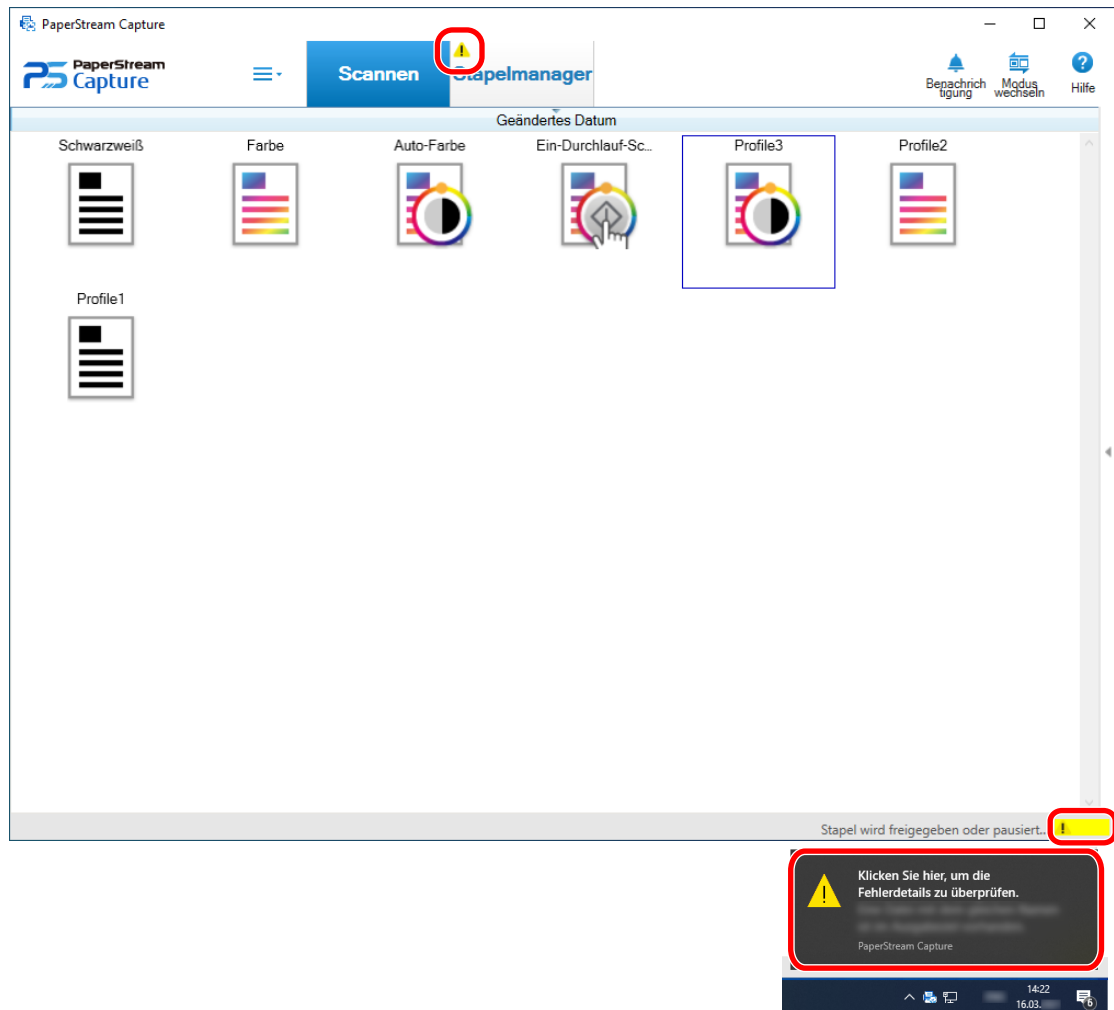 PaperStream Capture
PaperStream
Capture
Scannen
Stapelmanager
Benachrich
tigung
Modus
wechseln
Hilfe
Geändertes Datum
Schwarzweiß
Farbe
Auto-Farbe
Ein-Durchlauf-Sc...
Profile3
Profile2
Profile1
Stapel wird freigegeben oder pausiert...
Klicken Sie hier, um die
Fehlerdetails zu überprüfen.
PaperStream Capture
14:22
16.03.
6